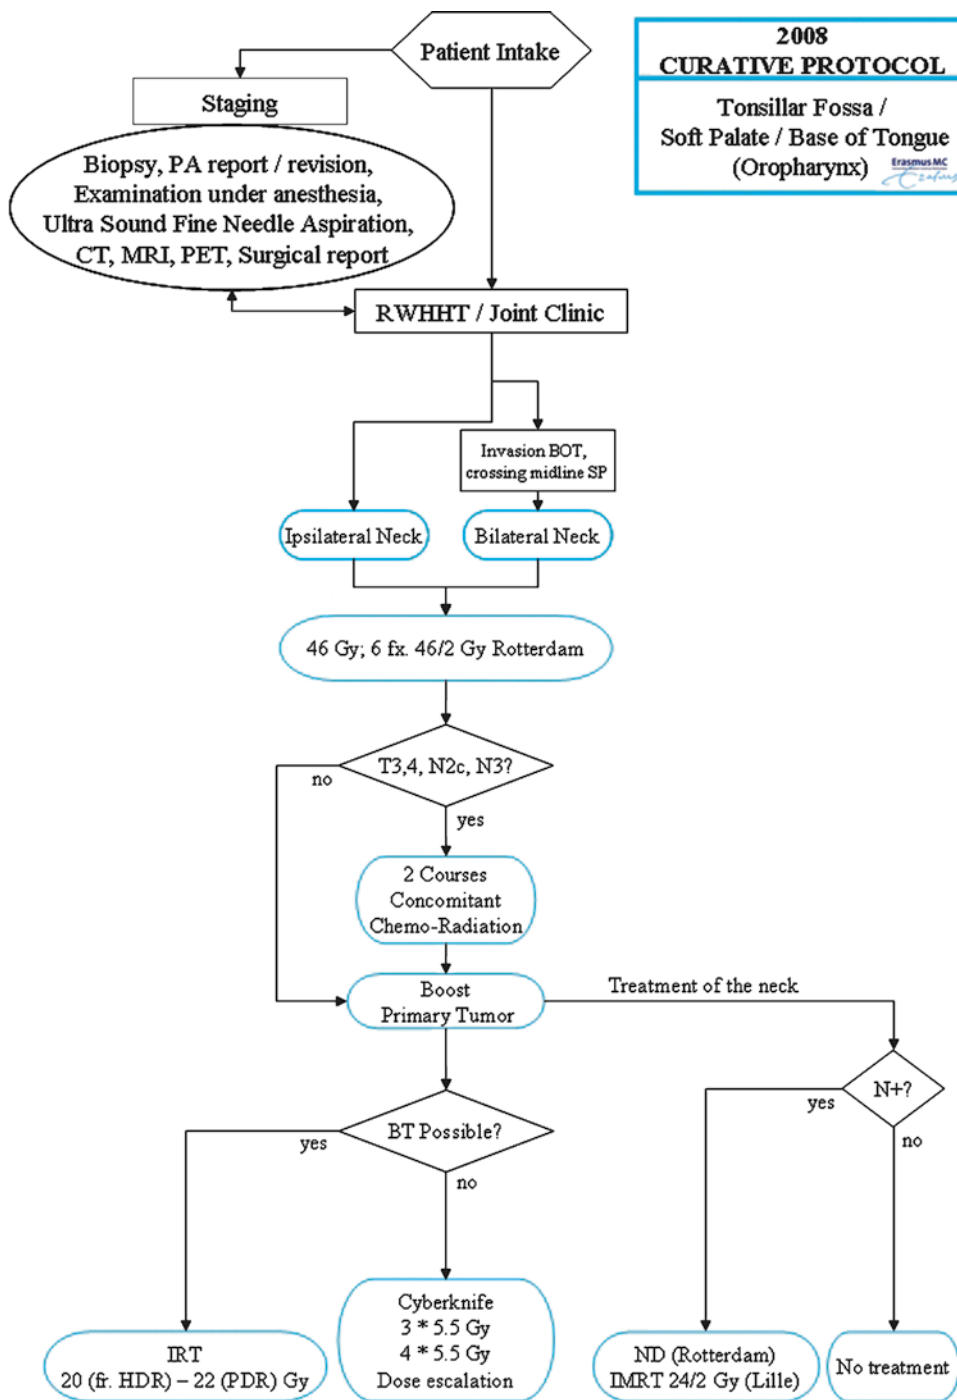 Patient Intake
2008
CURATIVE PROTOCOL
Tonsillar Fossa /
Soft Palate / Base of Tongue
(Oropharynx)
Erasmus MC
Staging
Biopsy, PA report / revision,
Examination under anesthesia,
Ultra Sound Fine Needle Aspiration,
CT, MRI, PET, Surgical report
RWHHT / Joint Clinic
Invasion BOT,
crossing midline SP
Ipsilateral Neck
Bilateral Neck
46 Gy; 6 fx. 46/2 Gy Rotterdam
T3,4, N2c, N3?
no
yes
2 Courses
Concomitant
Chemo-Radiation
Boost
Primary Tumor
Treatment of the neck
N+?
yes
no
BT Possible?
yes
no
IRT
20 (fr. HDR) – 22 (PDR) Gy
Cyberknife
3 * 5.5 Gy
4 * 5.5 Gy
Dose escalation
ND (Rotterdam)
IMRT 24/2 Gy (Lille)
No treatment